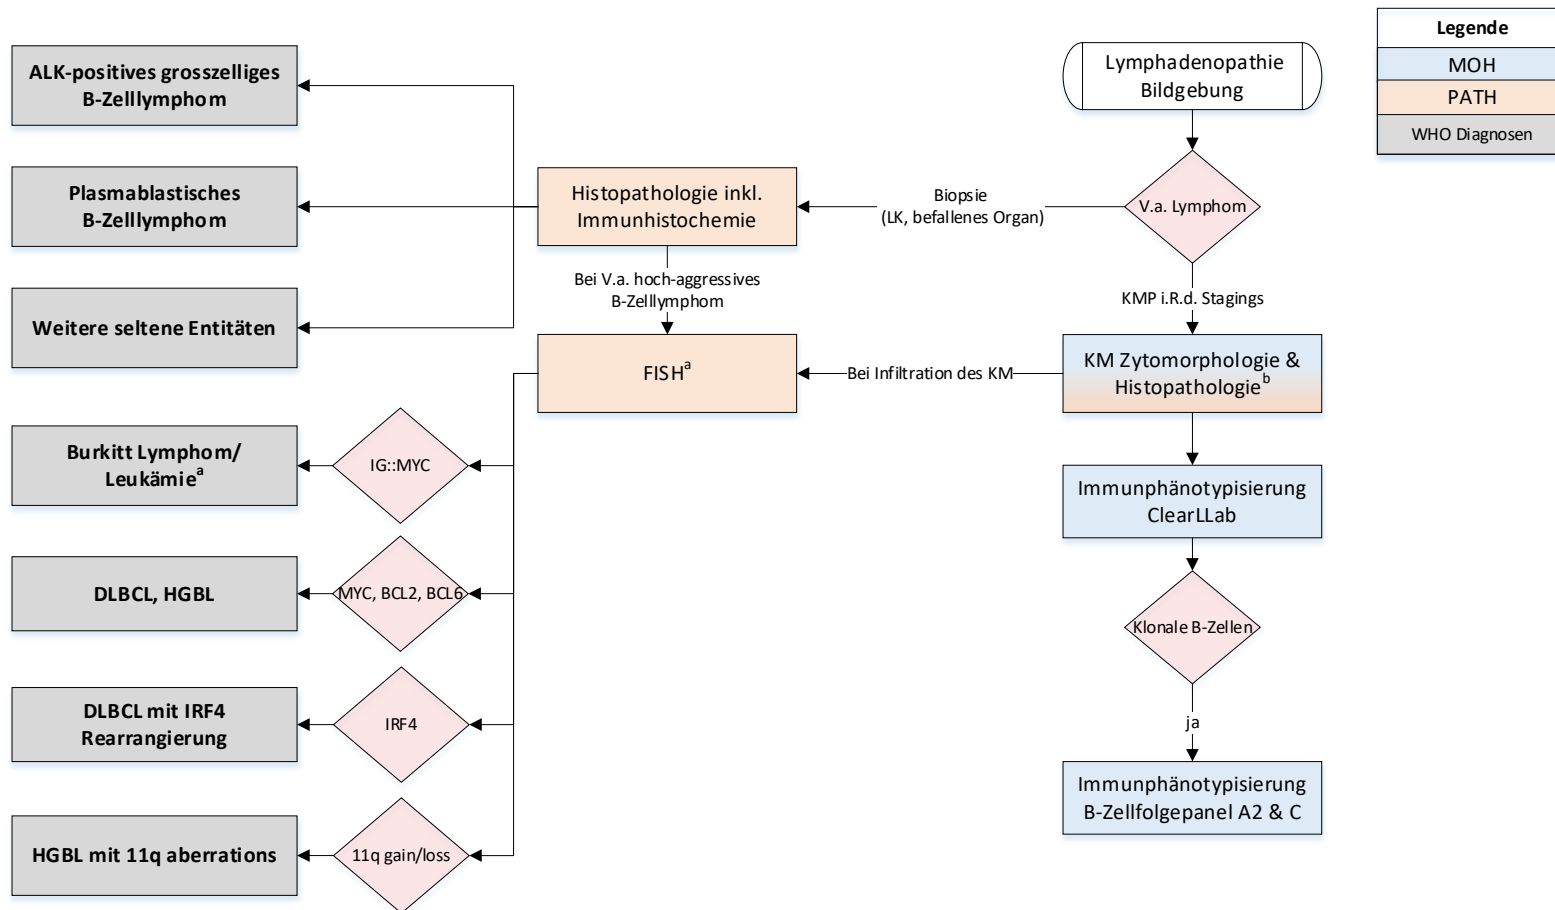 Legende
MOH
PATH
WHO Diagnosen
Lymphadenopathie
Bildgebung
V.a. Lymphom
Biopsie
(LK, befallenes Organ)
Histopathologie inkl.
Immunhistochemie
ALK-positives grosszelliges
B-Zelllymphom
Plasmablastisches
B-Zelllymphom
Weitere seltene Entitäten
Bei V.a. hoch-aggressives
B-Zelllymphom
KMP i.R.d. Stagings
KM Zytomorphologie &
Histopathologie^b
Bei Infiltration des KM
FISH^a
IG::MYC
Burkitt Lymphom/
Leukämie^a
MYC, BCL2, BCL6
DLBCL, HGBL
IRF4
DLBCL mit IRF4
Rearrangierung
11q gain/loss
HGBL mit 11q aberrations
Immunphänotypisierung
ClearLLab
Klonale B-Zellen
ja
Immunphänotypisierung
B-Zellfolgepanel A2 & C